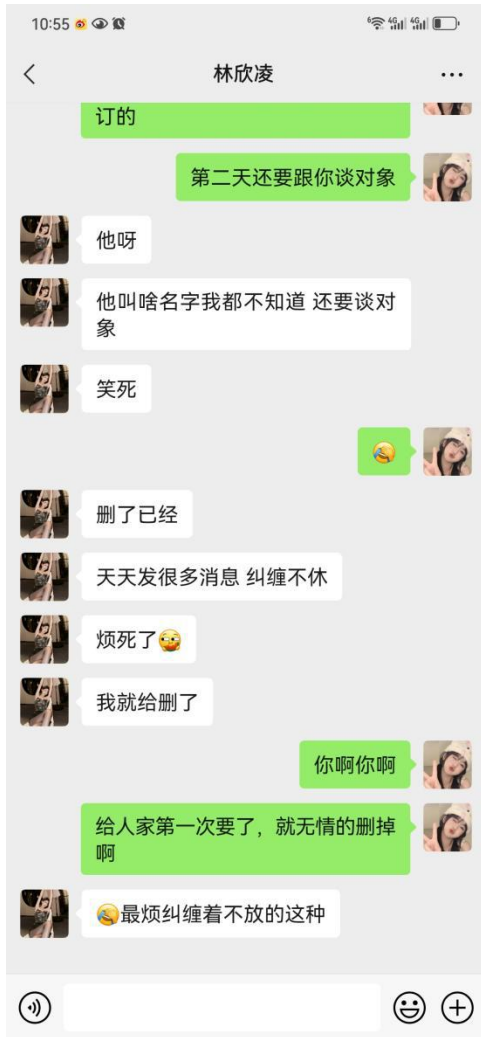 10:55
林欣凌
订的
第二天还要跟你谈对象
他呀
他叫啥名字我都不知道 还要谈对
象
笑死
删了已经
天天发很多消息 纠缠不休
烦死了
我就给删了
你啊你啊
给人家第一次要了，就无情的删掉
啊
最烦纠缠着不放的这种